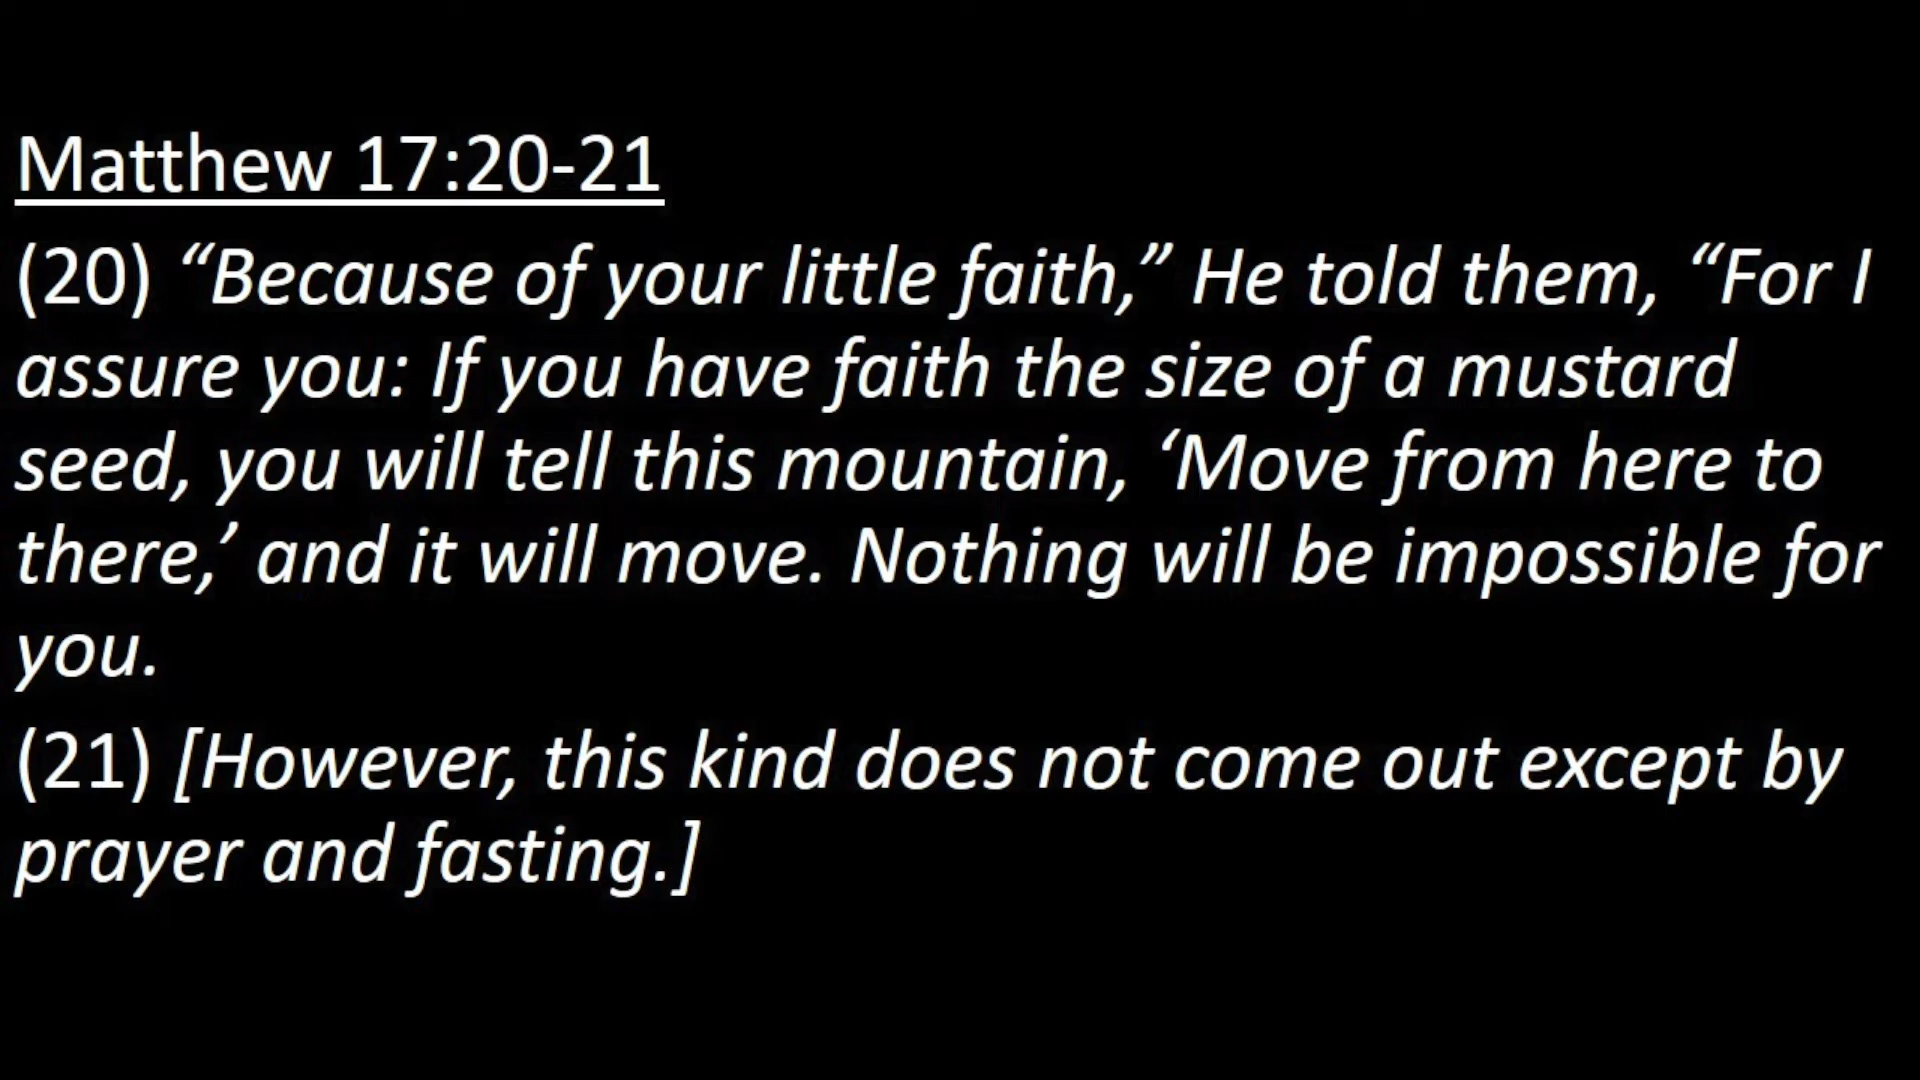 Matthew 17:20-21
(20) “Because of your little faith,” He told them, “For I
assure you: If you have faith the size of a mustard
seed, you will tell this mountain, ‘Move from here to
there,’ and it will move. Nothing will be impossible for
you.
(21) [However, this kind does not come out except by
prayer and fasting.]